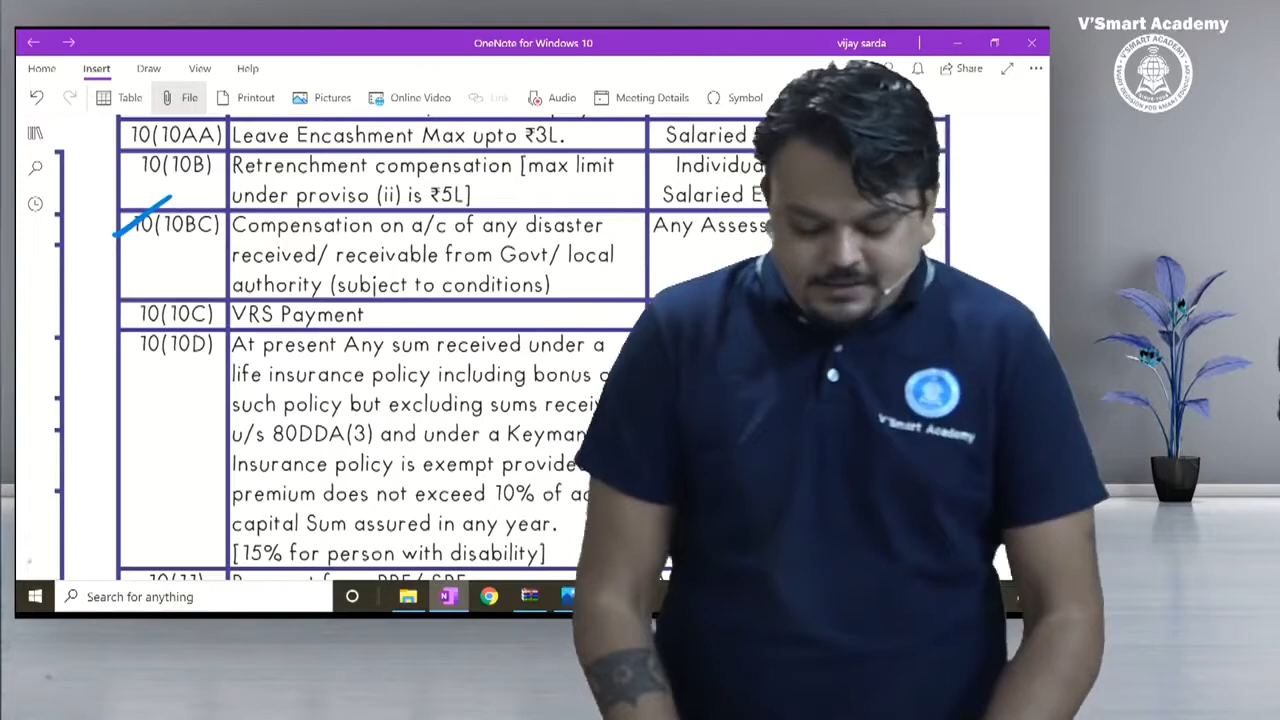 V'Smart Academy
OneNote for Windows 10
vijay sarda
Home Insert Draw View Help
Share
Table File Printout Pictures Online Video Link Audio Meeting Details Symbol
10(10AA) Leave Encashment Max upto ₹3L. Salaried
10(10B) Retrenchment compensation [max limit Individua
under proviso (ii) is ₹5L] Salaried E
10(10BC) Compensation on a/c of any disaster Any Assess
received/ receivable from Govt/ local
authority (subject to conditions)
10(10C) VRS Payment
10(10D) At present Any sum received under a
life insurance policy including bonus
such policy but excluding sums recei
u/s 80DDA(3) and under a Keyman
Insurance policy is exempt provide
premium does not exceed 10% of a
capital Sum assured in any year.
[15% for person with disability]
Search for anything
V'Smart Academy